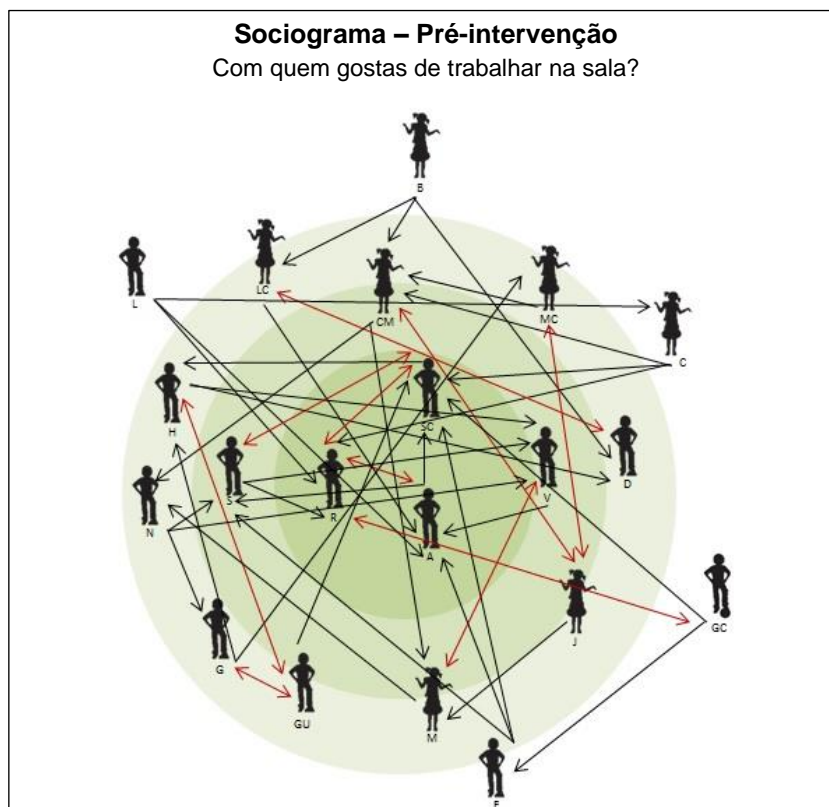 Sociograma – Pré-intervenção
Com quem gostas de trabalhar na sala?
B
L
LC
CM
MC
C
H
SC
D
S
R
V
N
A
G
GU
M
J
GC